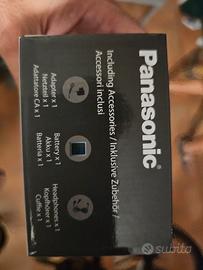 Panasonic
Including Accessories / Inklusive Zubehör /
Accessori inclusi
Adapter x 1
Netzteil x 1
Adattatore CA x 1
Battery x 1
Akku x 1
Batteria x 1
Headphones x 1
Kopfhörer x 1
Cuffie x 1
subito